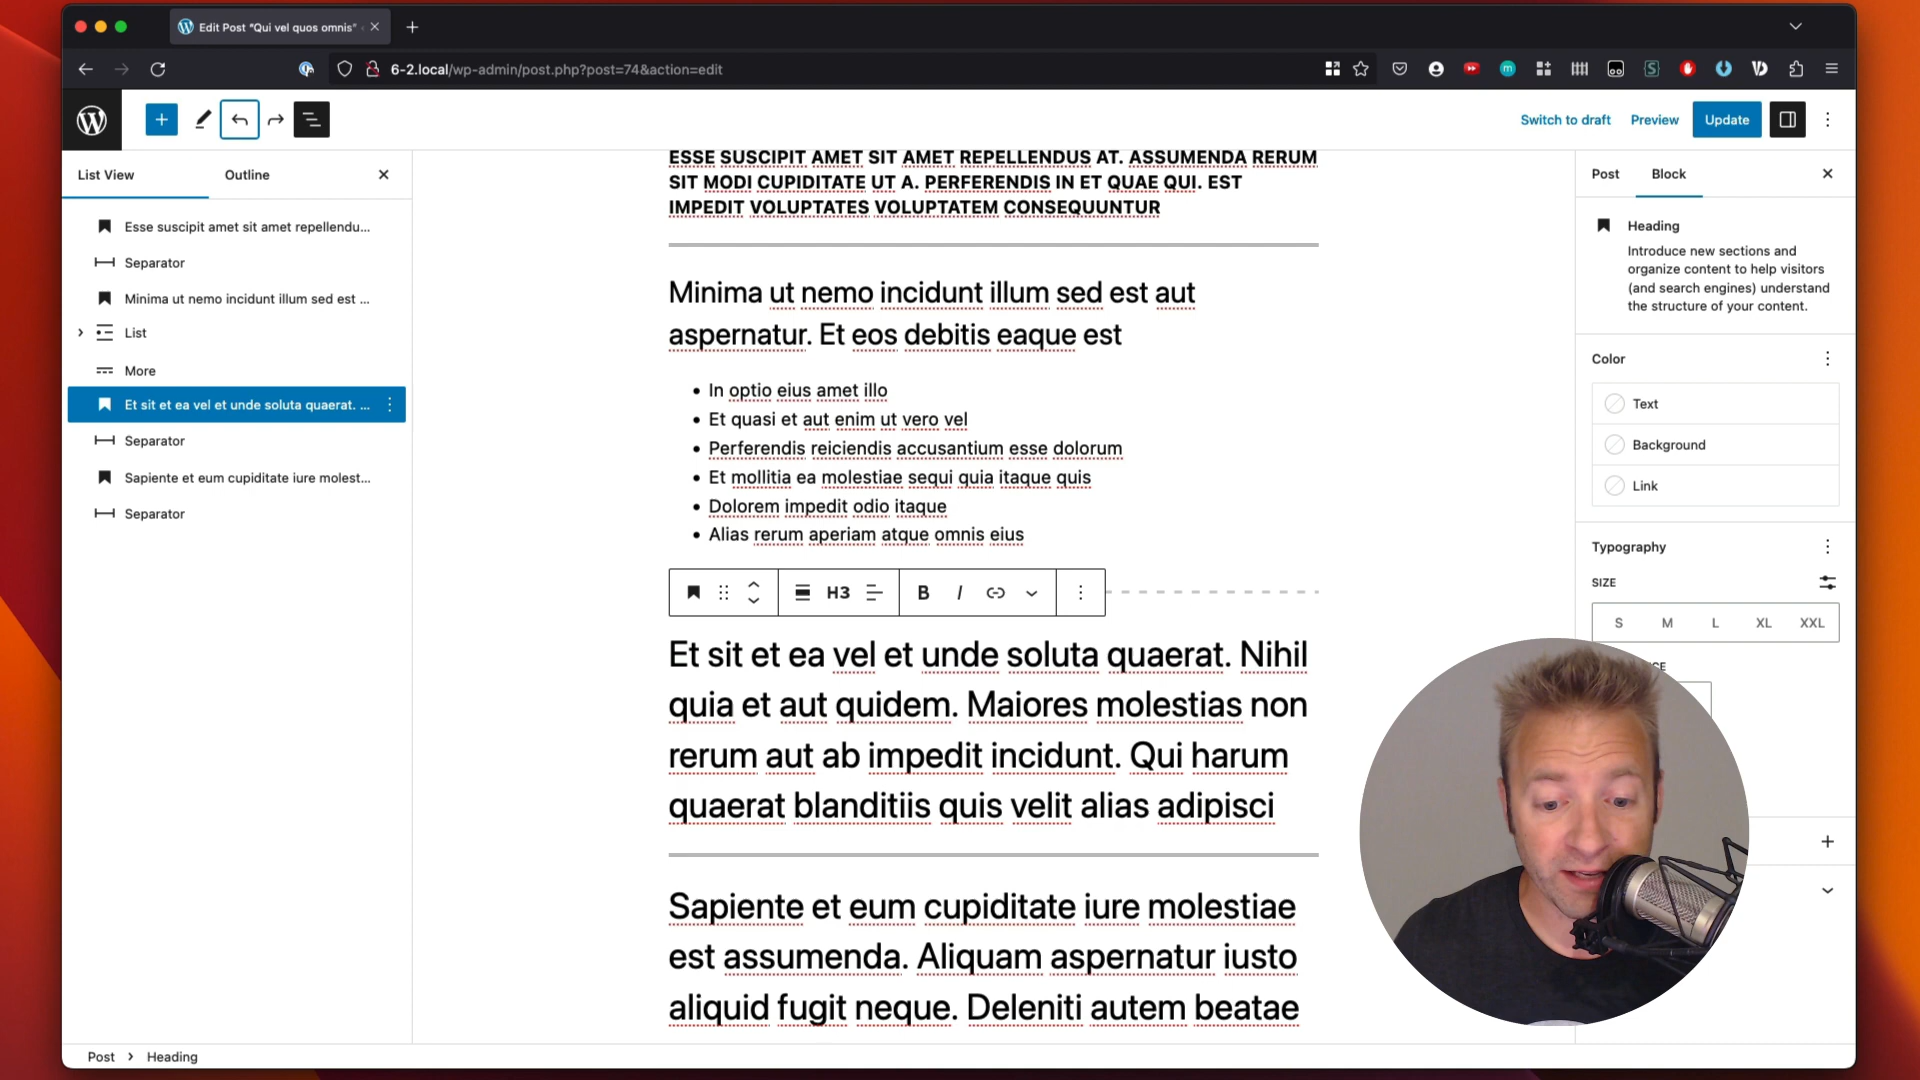 Edit Post "Qui vel quos omnis"
6-2.local/wp-admin/post.php?post=74&action=edit
Switch to draft
Preview
Update
List View
Outline
Esse suscipit amet sit amet repellendu...
Separator
Minima ut nemo incidunt illum sed est ...
List
More
Et sit et ea vel et unde soluta quaerat. ...
Separator
Sapiente et eum cupiditate iure molest...
Separator
ESSE SUSCIPIT AMET SIT AMET REPELLENDUS AT. ASSUMENDA RERUM
SIT MODI CUPIDITATE UT A. PERFERENDIS IN ET QUAE QUI. EST
IMPEDIT VOLUPTATES VOLUPTATEM CONSEQUUNTUR
Minima ut nemo incidunt illum sed est aut
aspernatur. Et eos debitis eaque est
• In optio eius amet illo
• Et quasi et aut enim ut vero vel
• Perferendis reiciendis accusantium esse dolorum
• Et mollitia ea molestiae sequi quia itaque quis
• Dolorem impedit odio itaque
• Alias rerum aperiam atque omnis eius
H3 B I
Et sit et ea vel et unde soluta quaerat. Nihil
quia et aut quidem. Maiores molestias non
rerum aut ab impedit incidunt. Qui harum
quaerat blanditiis quis velit alias adipisci
Sapiente et eum cupiditate iure molestiae
est assumenda. Aliquam aspernatur iusto
aliquid fugit neque. Deleniti autem beatae
Post
Block
Heading
Introduce new sections and
organize content to help visitors
(and search engines) understand
the structure of your content.
Color
Text
Background
Link
Typography
SIZE
S M L XL XXL
Post > Heading